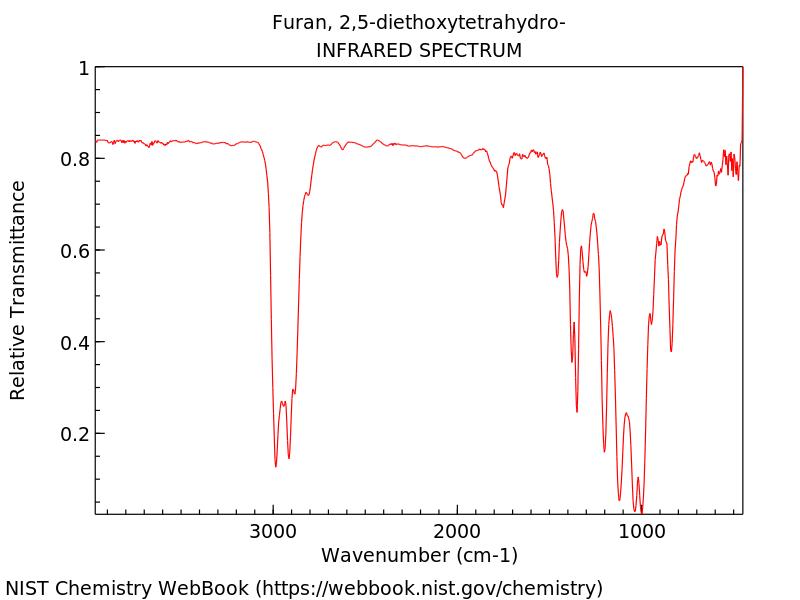 Furan, 2,5-diethoxytetrahydro-
INFRARED SPECTRUM
1
0.8
0.6
0.4
0.2
Relative Transmittance
3000 2000 1000
Wavenumber (cm-1)
NIST Chemistry WebBook (https://webbook.nist.gov/chemistry)